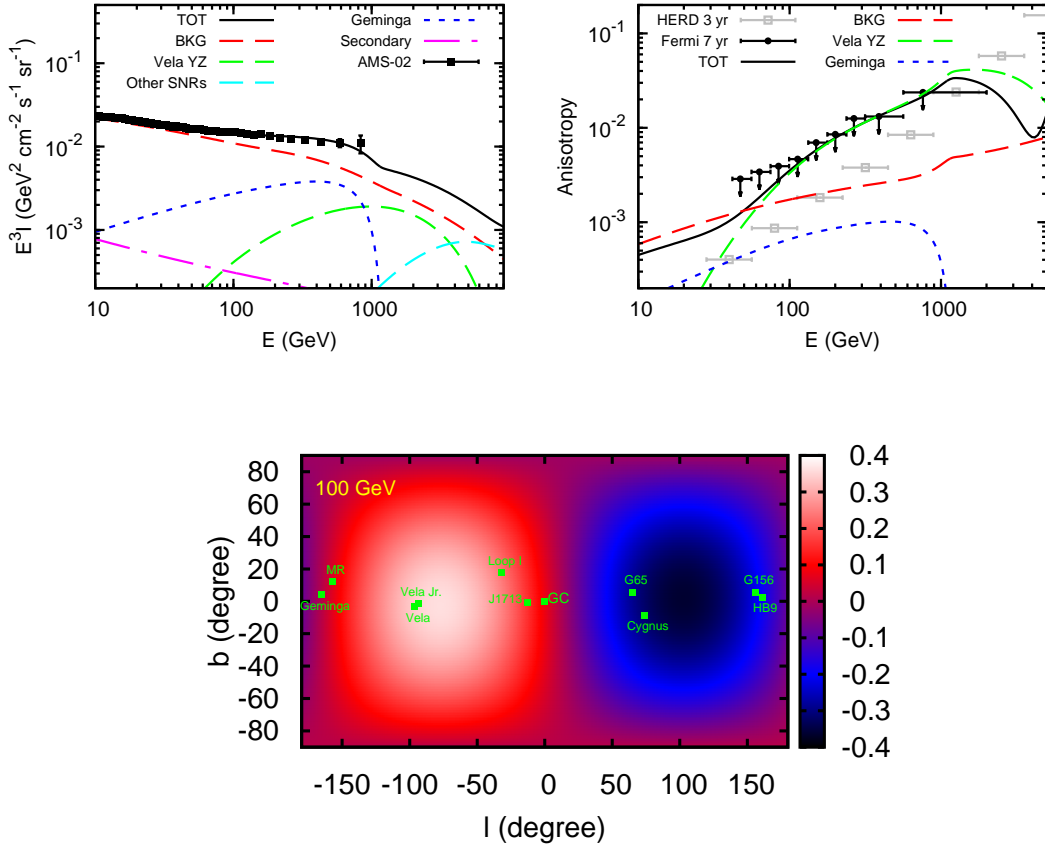 TOT
BKG
Vela YZ
Other SNRs
Geminga
Secondary
AMS-02
E³I (GeV² cm⁻² s⁻¹ sr⁻¹)
10⁻¹
10⁻²
10⁻³
10 100 1000
E (GeV)
HERD 3 yr
Fermi 7 yr
TOT
BKG
Vela YZ
Geminga
Anisotropy
10⁻¹
10⁻²
10⁻³
10 100 1000
E (GeV)
100 GeV
MR
Geminga
Vela Jr.
Vela
Loop I
J1713
GC
G65
Cygnus
G156
HB9
b (degree)
80
60
40
20
0
-20
-40
-60
-80
-150 -100 -50 0 50 100 150
l (degree)
0.4
0.3
0.2
0.1
0
-0.1
-0.2
-0.3
-0.4